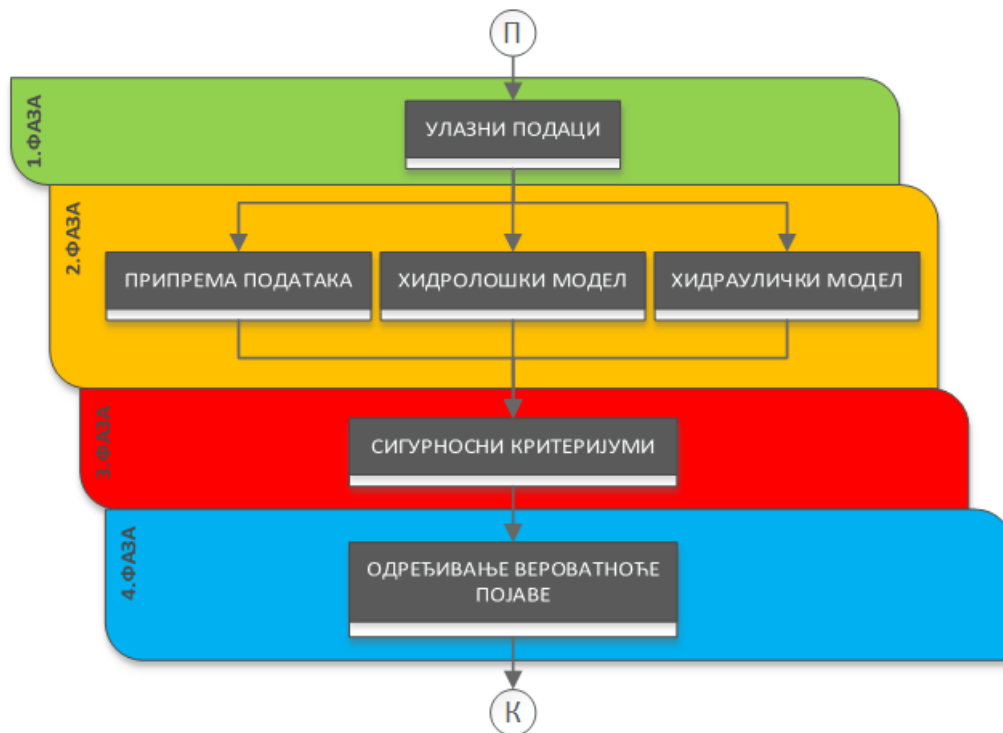 П
1.ФАЗА
УЛАЗНИ ПОДАЦИ
2.ФАЗА
ПРИПРЕМА ПОДАТАКА
ХИДРОЛОШКИ МОДЕЛ
ХИДРАУЛИЧКИ МОДЕЛ
3.ФАЗА
СИГУРНОСНИ КРИТЕРИЈУМИ
4.ФАЗА
ОДРЕЂИВАЊЕ ВЕРОВАТНОЋЕ
ПОЈАВЕ
К